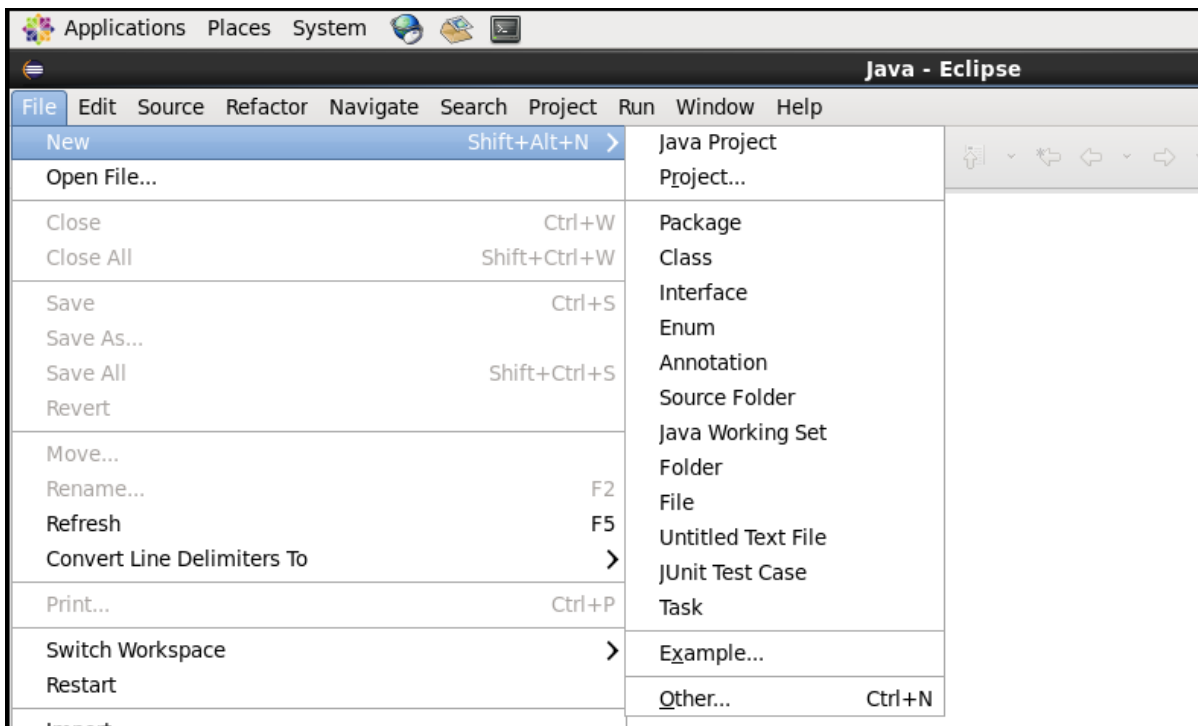 Applications Places System
Java - Eclipse
File Edit Source Refactor Navigate Search Project Run Window Help
New Shift+Alt+N
Open File...
Close Ctrl+W
Close All Shift+Ctrl+W
Save Ctrl+S
Save As...
Save All Shift+Ctrl+S
Revert
Move...
Rename... F2
Refresh F5
Convert Line Delimiters To
Print... Ctrl+P
Switch Workspace
Restart
Java Project
Project...
Package
Class
Interface
Enum
Annotation
Source Folder
Java Working Set
Folder
File
Untitled Text File
JUnit Test Case
Task
Example...
Other... Ctrl+N